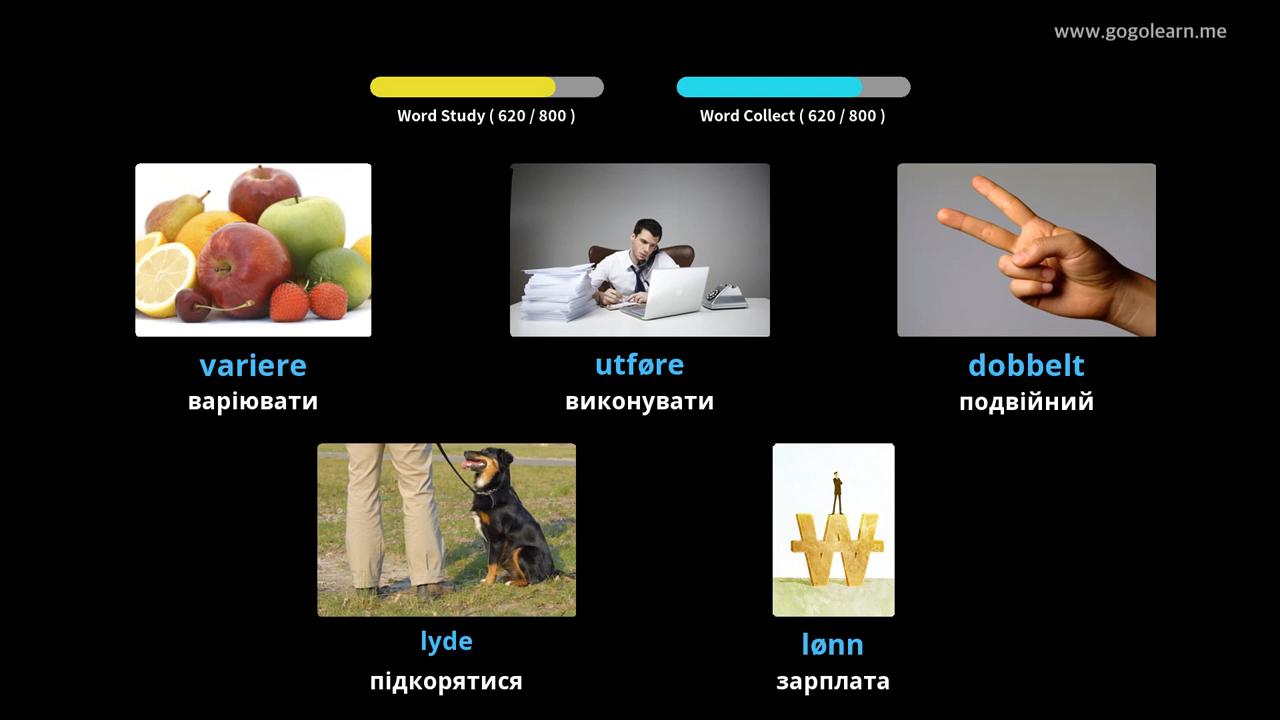 www.gogolearn.me
Word Study ( 620 / 800 )
Word Collect ( 620 / 800 )
variere
варіювати
utføre
виконувати
dobbelt
подвійний
lyde
підкорятися
lønn
зарплата